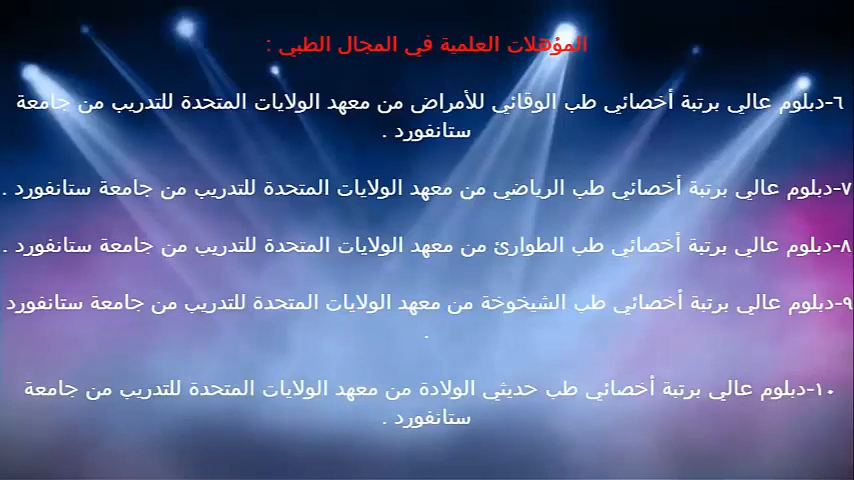 المؤهلات العلمية في المجال الطبي :
٦-دبلوم عالي برتبة أخصائي طب الوقائي للأمراض من معهد الولايات المتحدة للتدريب من جامعة
ستانفورد .
٧-دبلوم عالي برتبة أخصائي طب الرياضي من معهد الولايات المتحدة للتدريب من جامعة ستانفورد .
٨-دبلوم عالي برتبة أخصائي طب الطوارئ من معهد الولايات المتحدة للتدريب من جامعة ستانفورد .
٩-دبلوم عالي برتبة أخصائي طب الشيخوخة من معهد الولايات المتحدة للتدريب من جامعة ستانفورد
.
١٠-دبلوم عالي برتبة أخصائي طب حديثي الولادة من معهد الولايات المتحدة للتدريب من جامعة
ستانفورد .